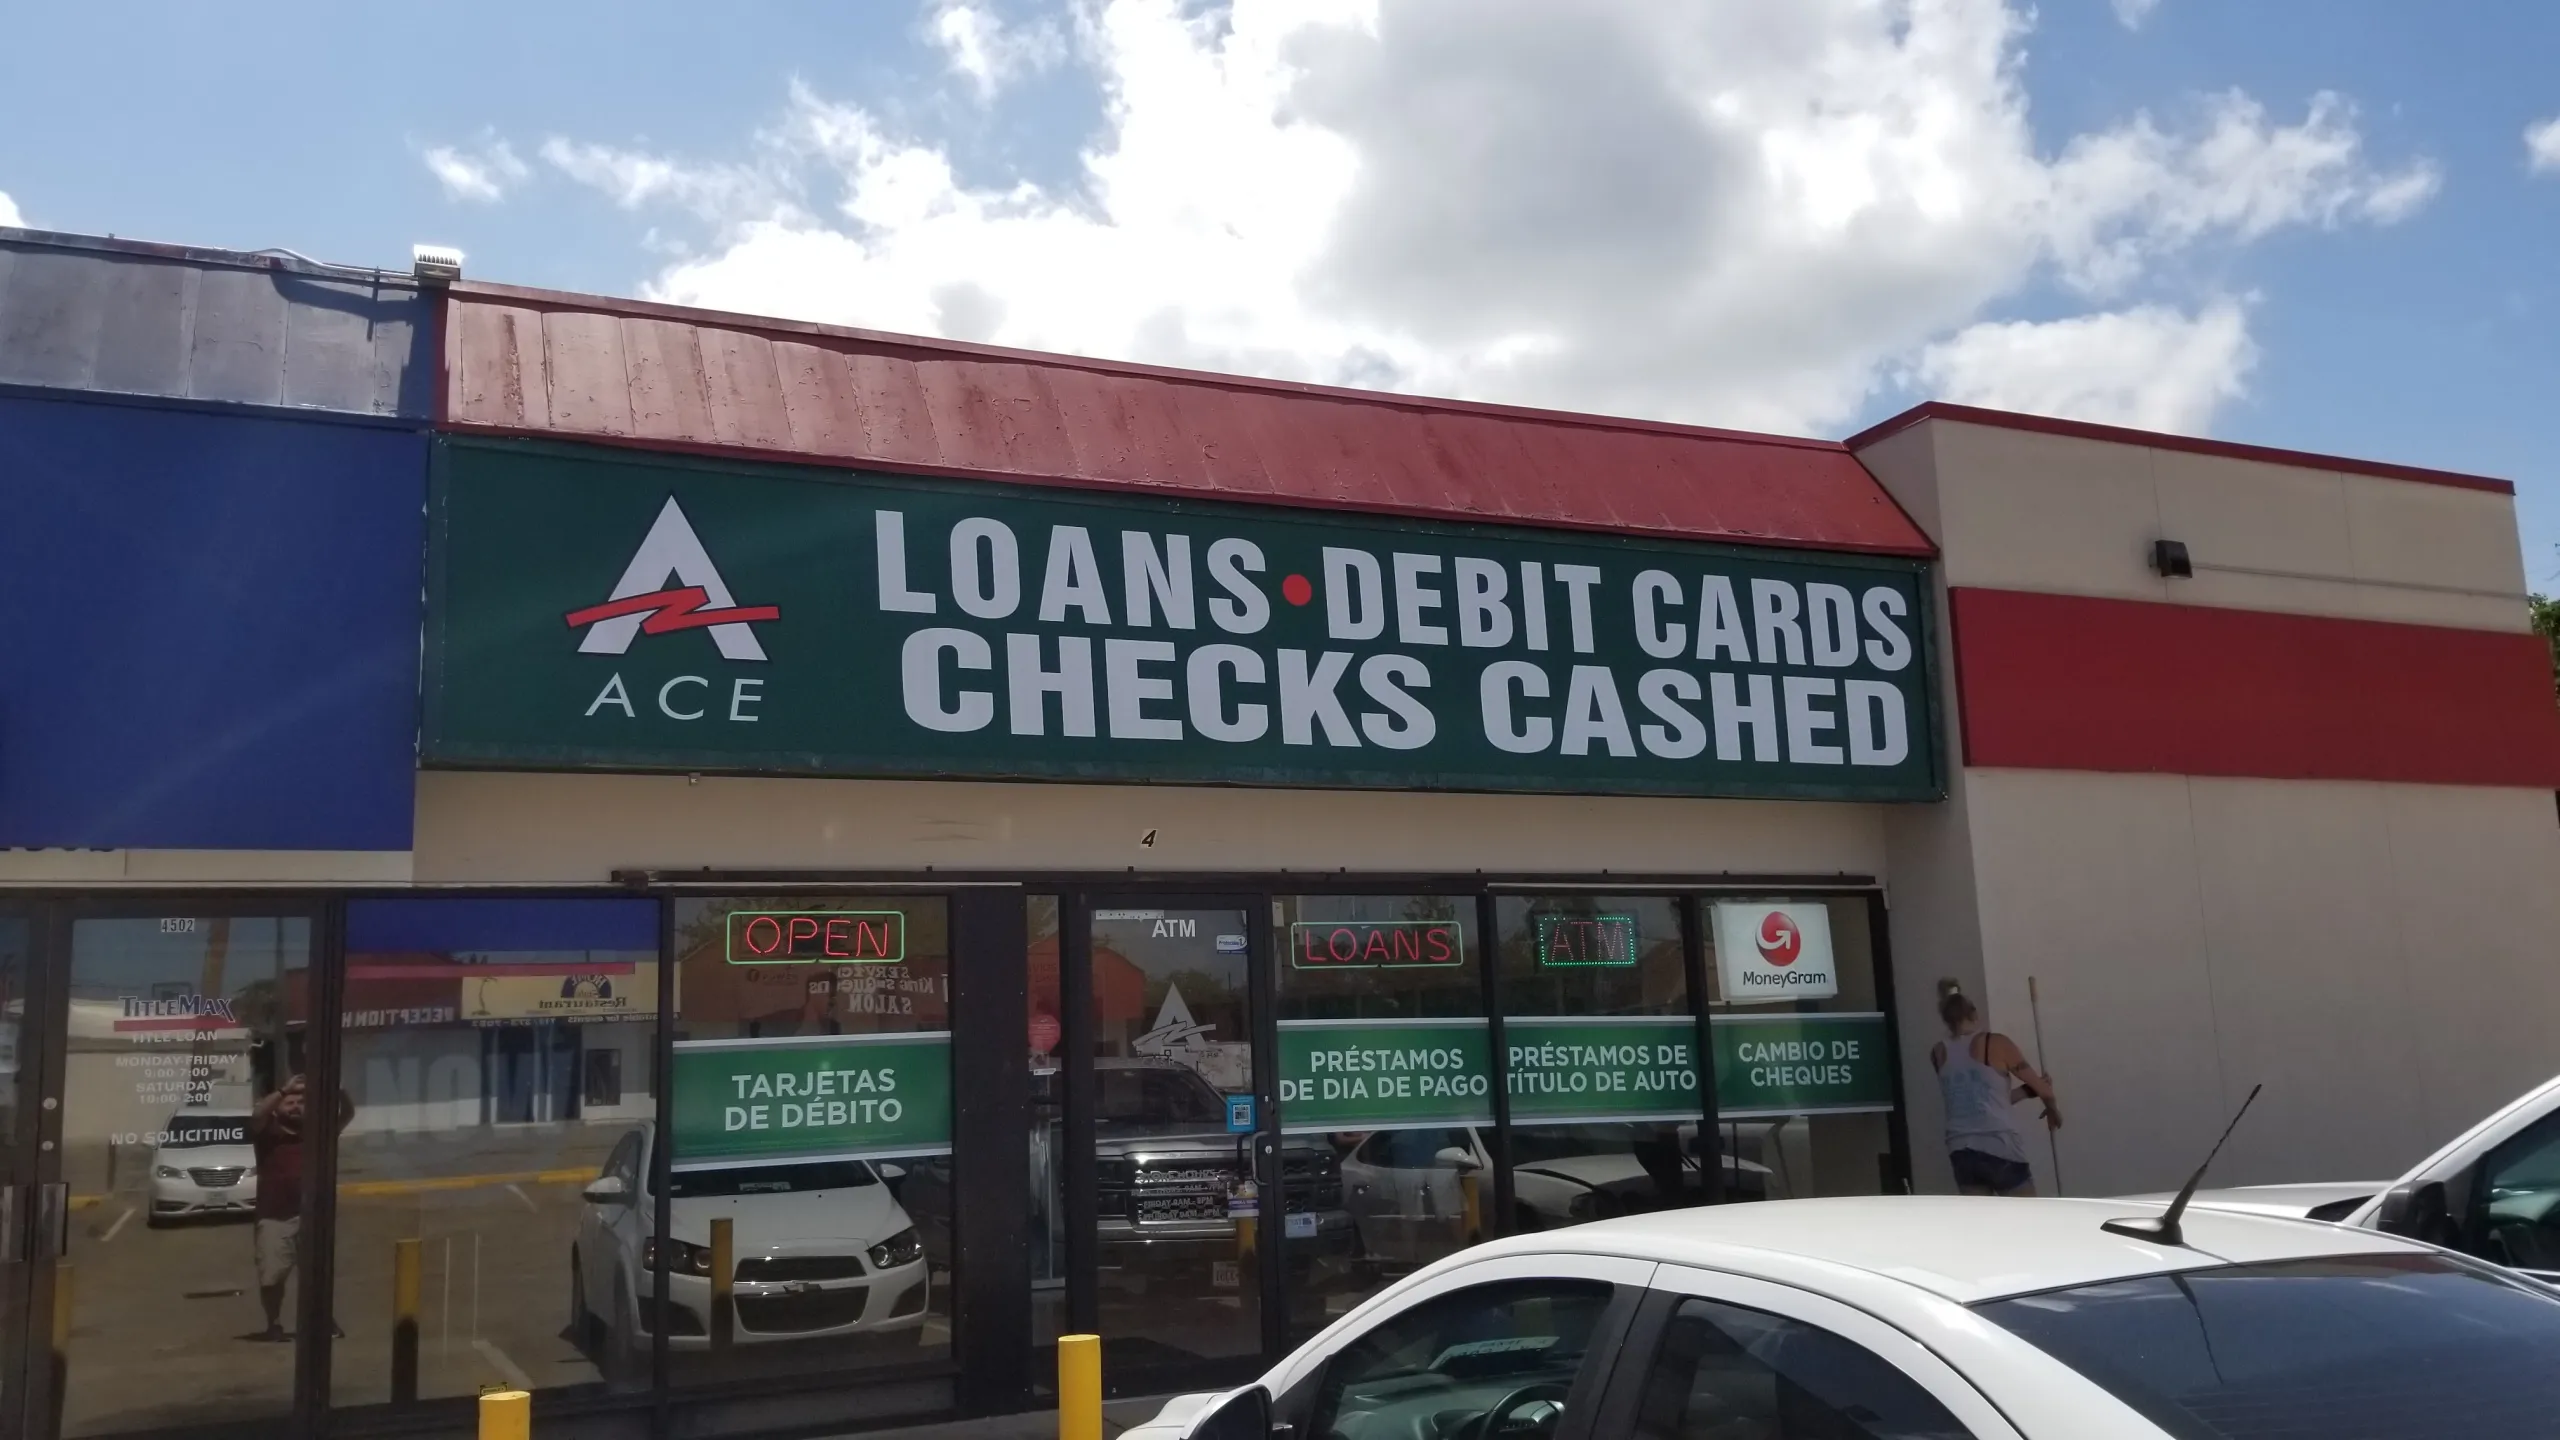 ACE
LOANS • DEBIT CARDS
CHECKS CASHED
4
4502
TITLEMAX
TITLE LOAN
MONDAY-FRIDAY
9:00-7:00
SATURDAY
10:00-2:00
NO SOLICITING
OPEN
TARJETAS
DE DÉBITO
ATM
LOANS
ATM
MoneyGram
PRÉSTAMOS
DE DIA DE PAGO
PRÉSTAMOS DE
TÍTULO DE AUTO
CAMBIO DE
CHEQUES